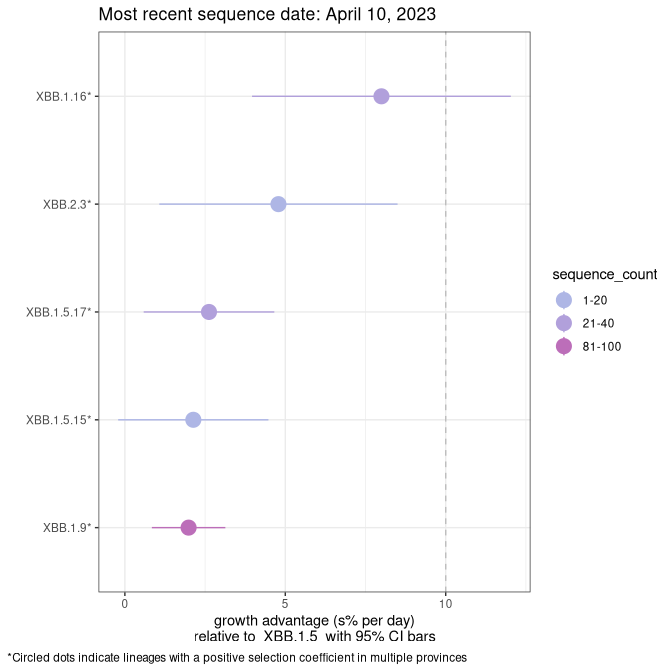 Most recent sequence date: April 10, 2023
XBB.1.16*
XBB.2.3*
XBB.1.5.17*
XBB.1.5.15*
XBB.1.9*
0 5 10
growth advantage (s% per day)
relative to XBB.1.5 with 95% CI bars
sequence_count
1-20
21-40
81-100
*Circled dots indicate lineages with a positive selection coefficient in multiple provinces